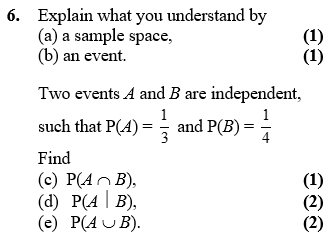 6. Explain what you understand by
(a) a sample space, (1)
(b) an event. (1)
Two events A and B are independent,
such that P(A) = 1/3 and P(B) = 1/4
Find
(c) P(A ∩ B), (1)
(d) P(A | B), (2)
(e) P(A ∪ B). (2)